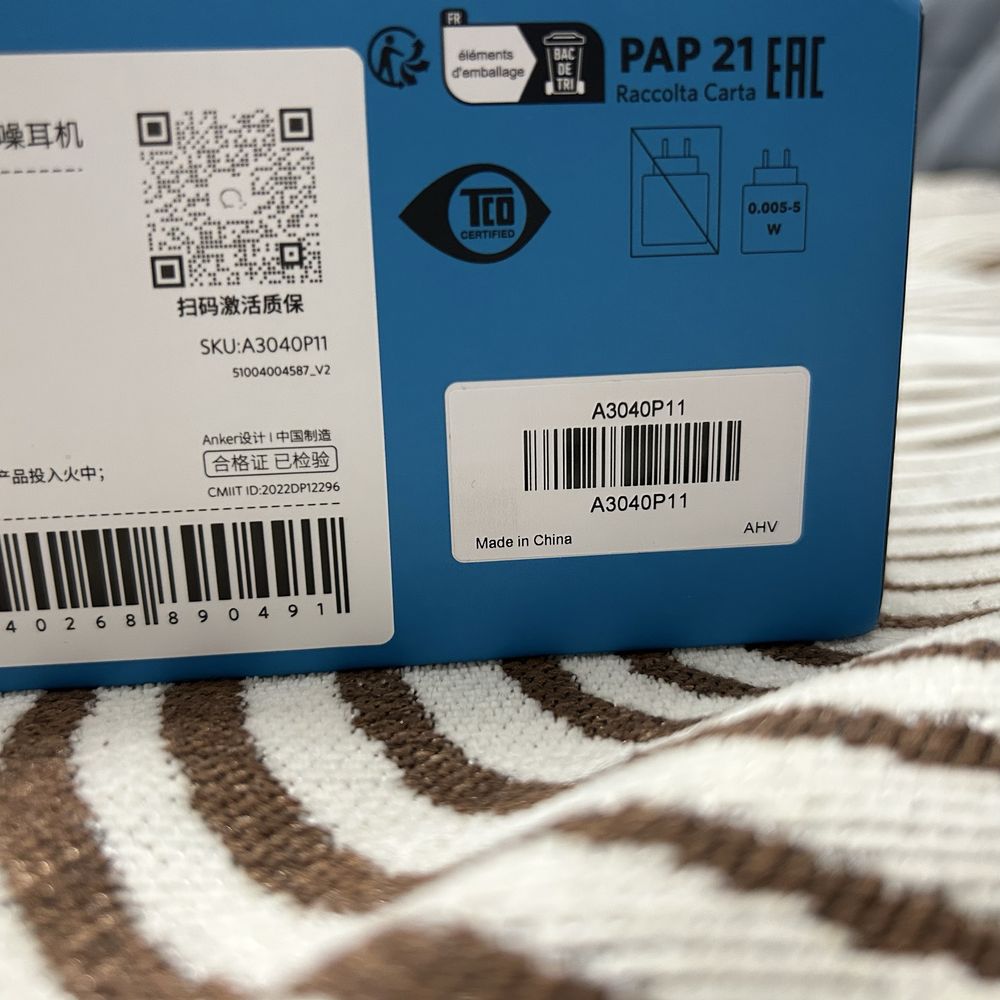 噪耳机
扫码激活质保
SKU:A3040P11
51004004587_V2
Anker设计 | 中国制造
合格证 已检验
产品投入火中；
CMIIT ID:2022DP12296
40268 890491
FR
éléments
d'emballage
BAC
DE
TRI
PAP 21
Raccolta Carta
EAC
TCO
CERTIFIED
0.005-5
W
A3040P11
A3040P11
Made in China
AHV